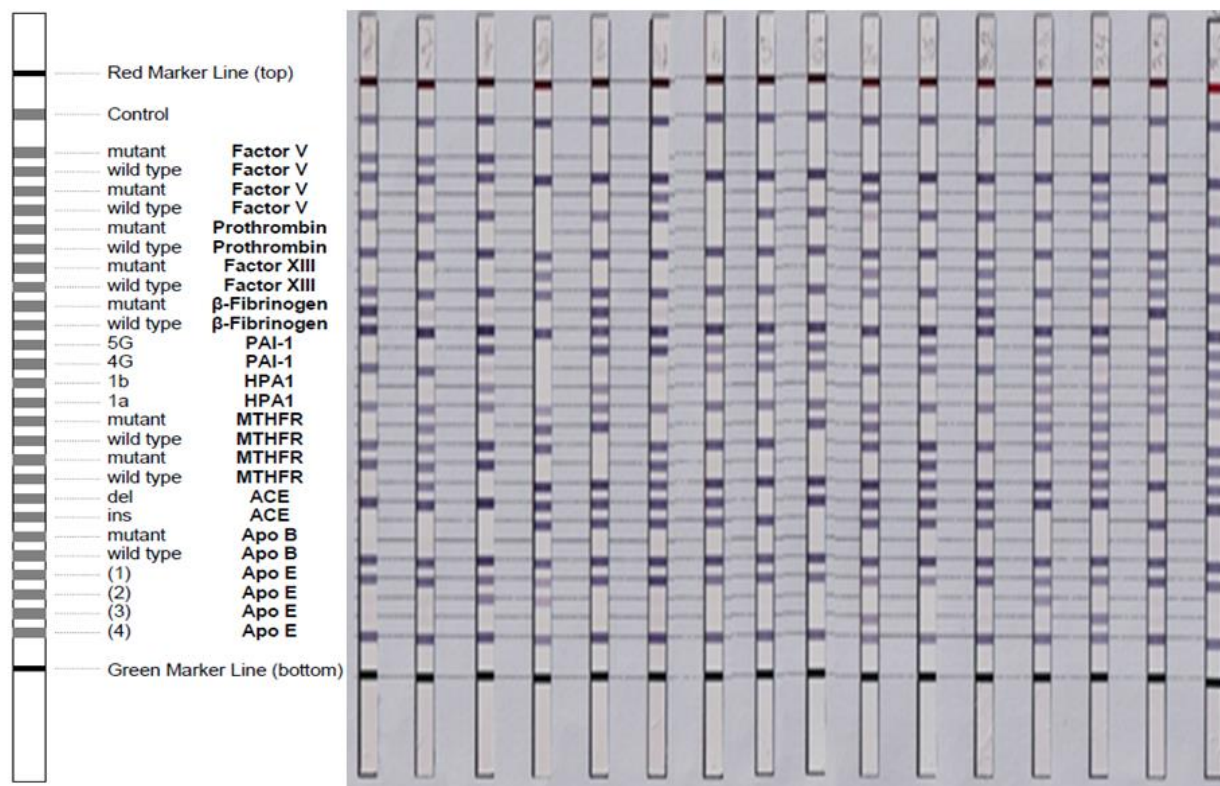 Red Marker Line (top)
Control
mutant Factor V
wild type Factor V
mutant Factor V
wild type Factor V
mutant Prothrombin
wild type Prothrombin
mutant Factor XIII
wild type Factor XIII
mutant β-Fibrinogen
wild type β-Fibrinogen
5G PAI-1
4G PAI-1
1b HPA1
1a HPA1
mutant MTHFR
wild type MTHFR
mutant MTHFR
wild type MTHFR
del ACE
ins ACE
mutant Apo B
wild type Apo B
(1) Apo E
(2) Apo E
(3) Apo E
(4) Apo E
Green Marker Line (bottom)